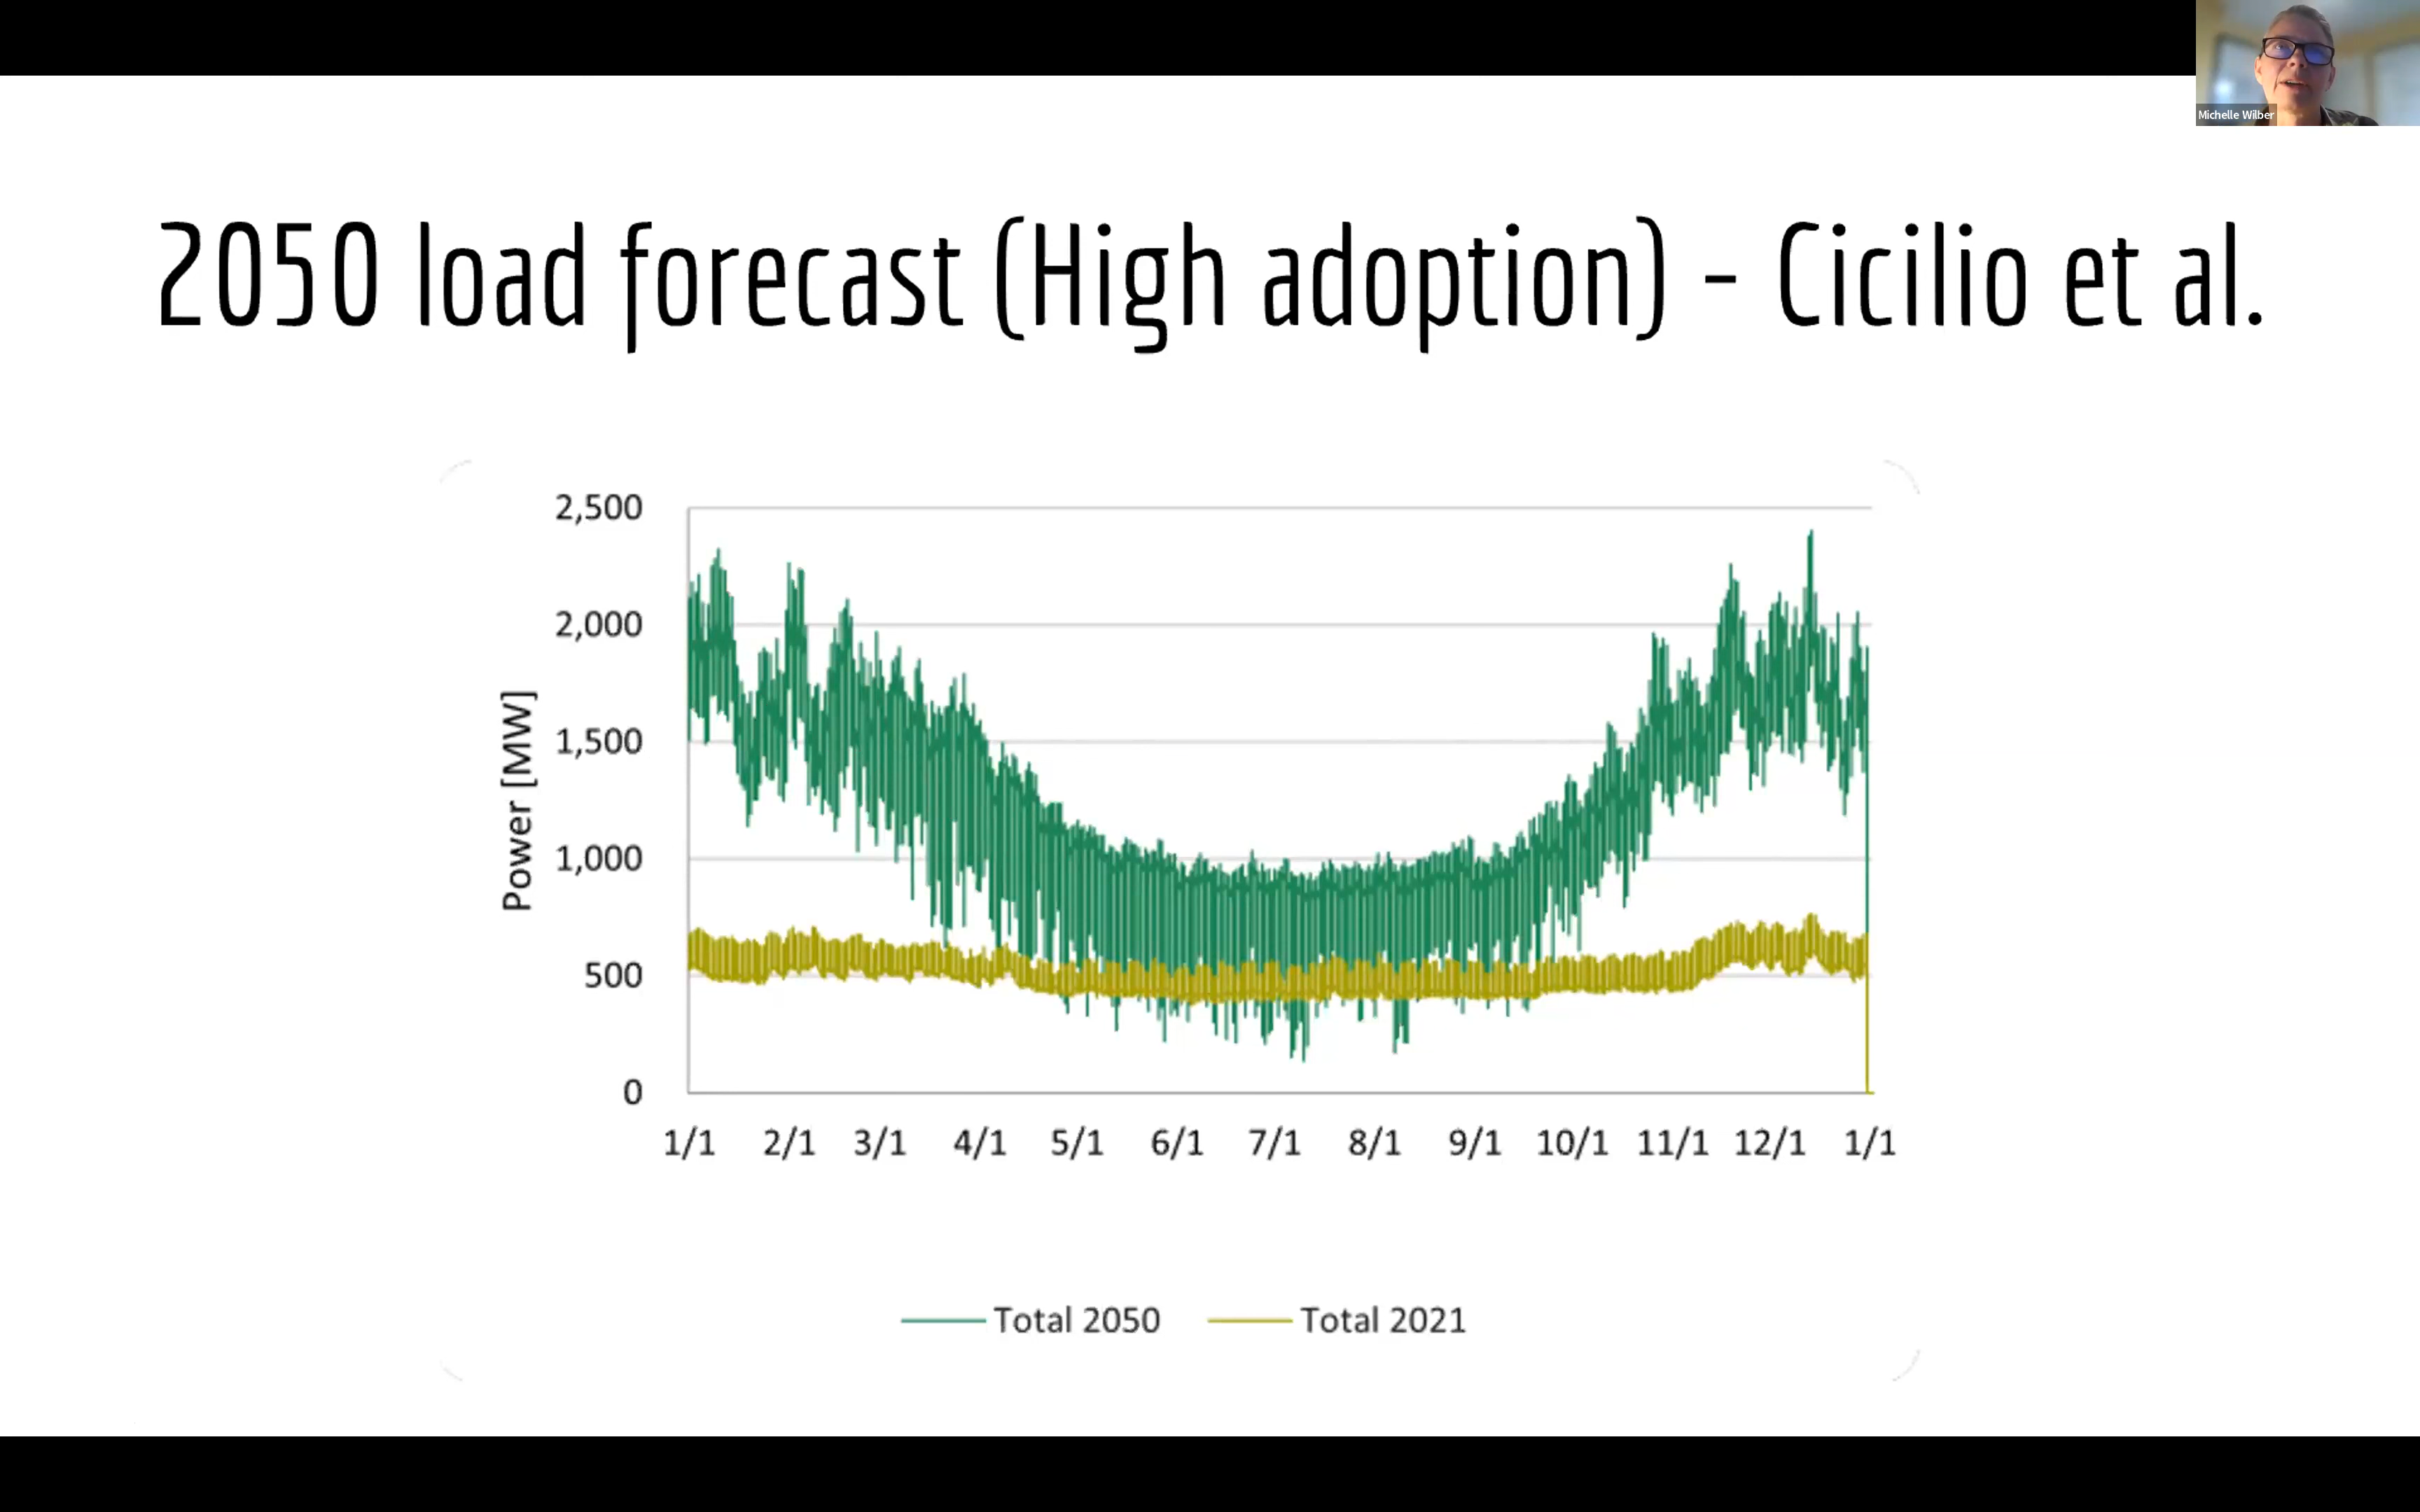 Michelle Wilber
2050 load forecast (High adoption) - Cicilio et al.
Power [MW]
2,500
2,000
1,500
1,000
500
0
1/1 2/1 3/1 4/1 5/1 6/1 7/1 8/1 9/1 10/1 11/1 12/1 1/1
Total 2050 Total 2021